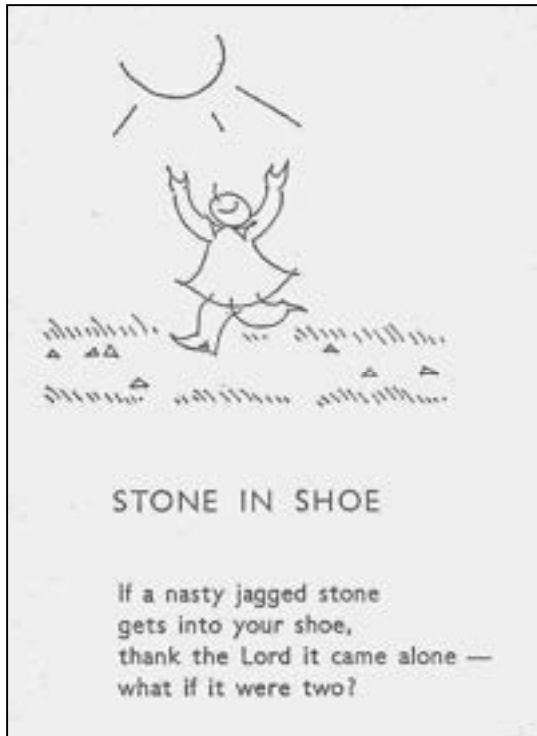 STONE IN SHOE
If a nasty jagged stone
gets into your shoe,
thank the Lord it came alone —
what if it were two?